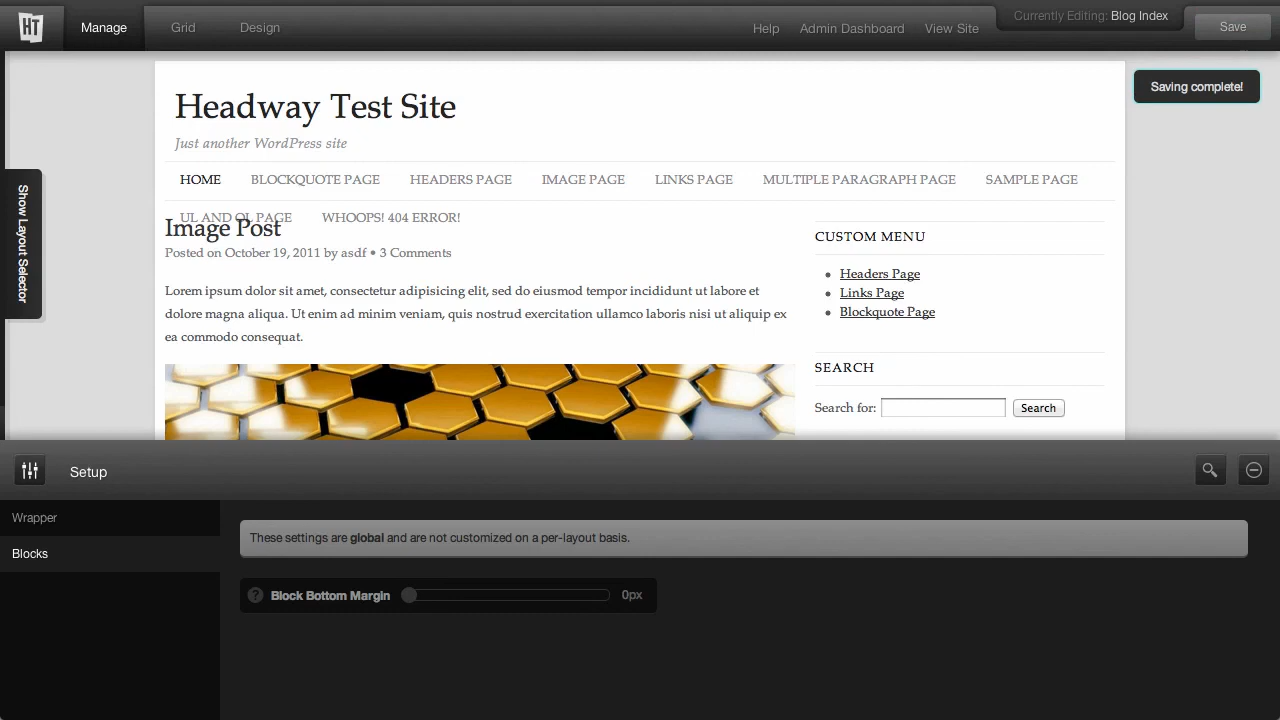 HT Manage Grid Design Help Admin Dashboard View Site Currently Editing: Blog Index Save
Saving complete!
Show Layout Selector
Headway Test Site
Just another WordPress site
HOME BLOCKQUOTE PAGE HEADERS PAGE IMAGE PAGE LINKS PAGE MULTIPLE PARAGRAPH PAGE SAMPLE PAGE
UL AND OL PAGE WHOOPS! 404 ERROR!
Image Post
Posted on October 19, 2011 by asdf • 3 Comments
Lorem ipsum dolor sit amet, consectetur adipisicing elit, sed do eiusmod tempor incididunt ut labore et
dolore magna aliqua. Ut enim ad minim veniam, quis nostrud exercitation ullamco laboris nisi ut aliquip ex
ea commodo consequat.
CUSTOM MENU
Headers Page
Links Page
Blockquote Page
SEARCH
Search for: Search
Setup
Wrapper
Blocks
These settings are global and are not customized on a per-layout basis.
? Block Bottom Margin 0px